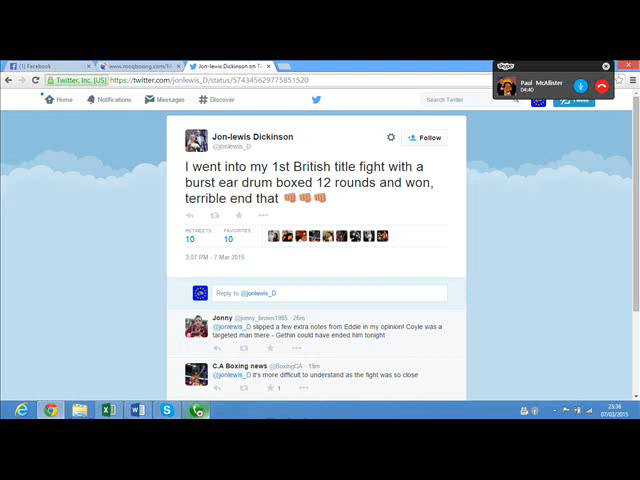 Facebook
www.rooqboxing.com/
Jon-lewis Dickinson on T
skype
Paul McAllister
04:40
Twitter, Inc. [US] https://twitter.com/jonlewis_D/status/574345629775851520
Home Notifications Messages Discover
Search Twitter
Tweet
Jon-lewis Dickinson
@jonlewis_D
Follow
I went into my 1st British title fight with a
burst ear drum boxed 12 rounds and won,
terrible end that 👊👊👊
RETWEETS FAVORITES
10 10
3:07 PM - 7 Mar 2015
Reply to @jonlewis_D
Jonny @jonny_brown1985 · 26m
@jonlewis_D slipped a few extra notes from Eddie in my opinion! Coyle was a
targeted man there - Gethin could have ended him tonight
C.A Boxing news @BoxingCA · 19m
@jonlewis_D it's more difficult to understand as the fight was so close
1
23:36
07/03/2015